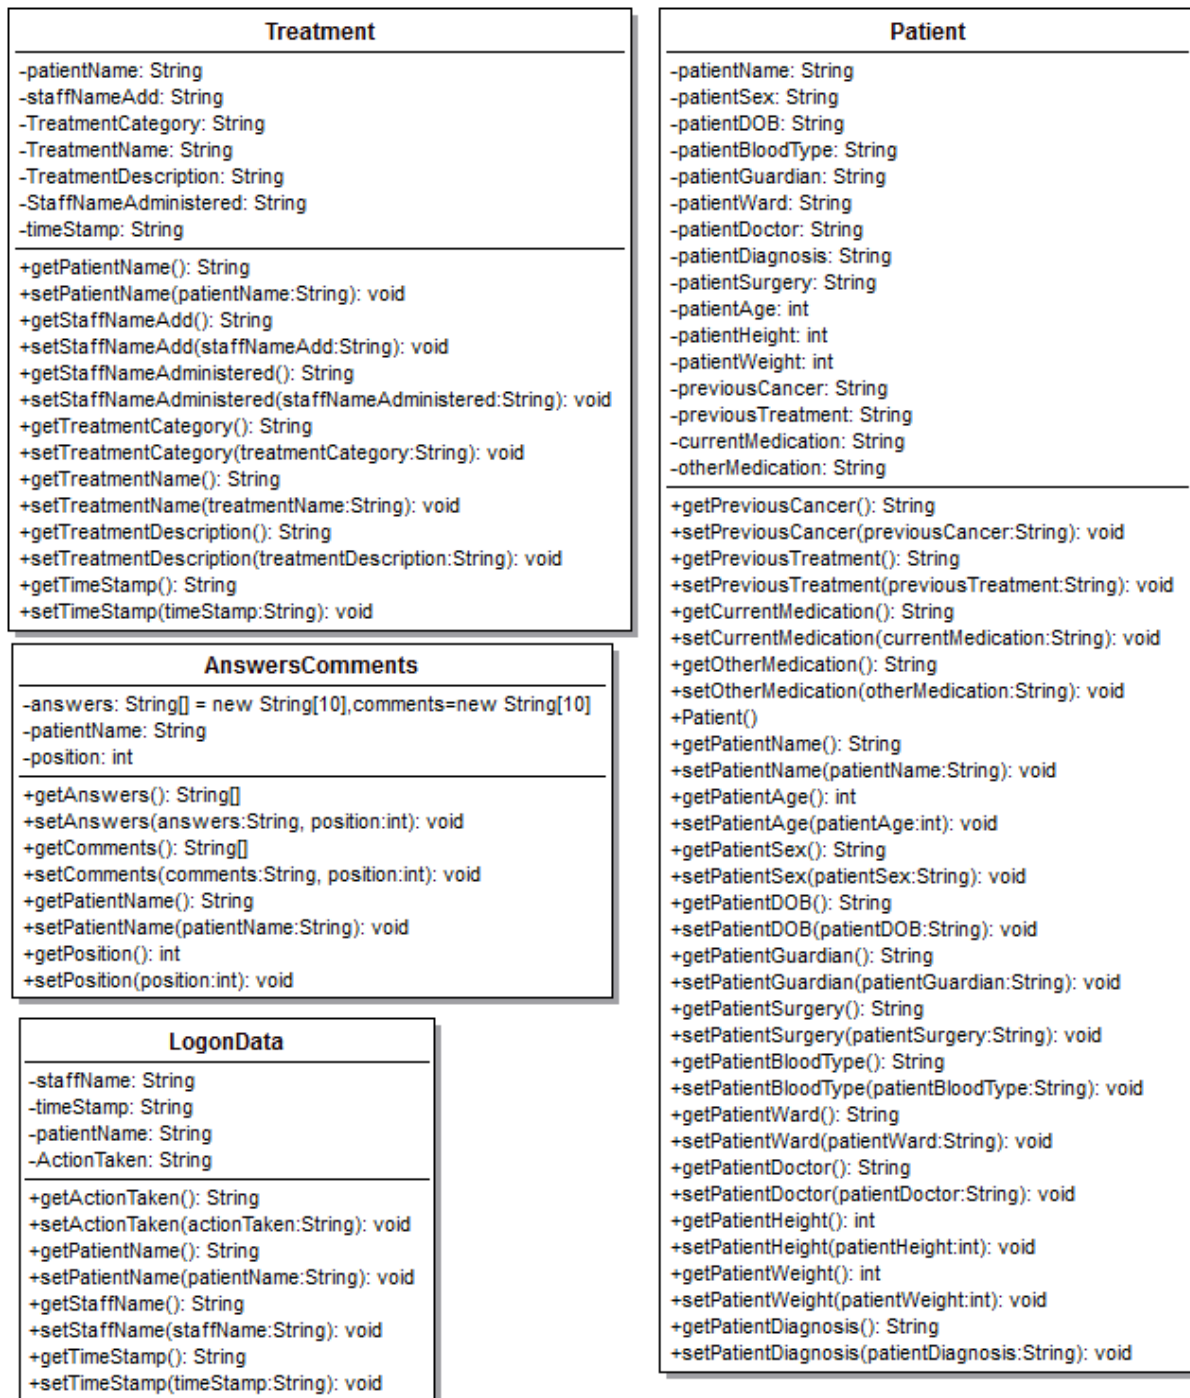 Treatment
-patientName: String
-staffNameAdd: String
-TreatmentCategory: String
-TreatmentName: String
-TreatmentDescription: String
-StaffNameAdministered: String
-timeStamp: String
+getPatientName(): String
+setPatientName(patientName:String): void
+getStaffNameAdd(): String
+setStaffNameAdd(staffNameAdd:String): void
+getStaffNameAdministered(): String
+setStaffNameAdministered(staffNameAdministered:String): void
+getTreatmentCategory(): String
+setTreatmentCategory(treatmentCategory:String): void
+getTreatmentName(): String
+setTreatmentName(treatmentName:String): void
+getTreatmentDescription(): String
+setTreatmentDescription(treatmentDescription:String): void
+getTimeStamp(): String
+setTimeStamp(timeStamp:String): void
AnswersComments
-answers: String[] = new String[10],comments=new String[10]
-patientName: String
-position: int
+getAnswers(): String[]
+setAnswers(answers:String, position:int): void
+getComments(): String[]
+setComments(comments:String, position:int): void
+getPatientName(): String
+setPatientName(patientName:String): void
+getPosition(): int
+setPosition(position:int): void
LogonData
-staffName: String
-timeStamp: String
-patientName: String
-ActionTaken: String
+getActionTaken(): String
+setActionTaken(actionTaken:String): void
+getPatientName(): String
+setPatientName(patientName:String): void
+getStaffName(): String
+setStaffName(staffName:String): void
+getTimeStamp(): String
+setTimeStamp(timeStamp:String): void
Patient
-patientName: String
-patientSex: String
-patientDOB: String
-patientBloodType: String
-patientGuardian: String
-patientWard: String
-patientDoctor: String
-patientDiagnosis: String
-patientSurgery: String
-patientAge: int
-patientHeight: int
-patientWeight: int
-previousCancer: String
-previousTreatment: String
-currentMedication: String
-otherMedication: String
+getPreviousCancer(): String
+setPreviousCancer(previousCancer:String): void
+getPreviousTreatment(): String
+setPreviousTreatment(previousTreatment:String): void
+getCurrentMedication(): String
+setCurrentMedication(currentMedication:String): void
+getOtherMedication(): String
+setOtherMedication(otherMedication:String): void
+Patient()
+getPatientName(): String
+setPatientName(patientName:String): void
+getPatientAge(): int
+setPatientAge(patientAge:int): void
+getPatientSex(): String
+setPatientSex(patientSex:String): void
+getPatientDOB(): String
+setPatientDOB(patientDOB:String): void
+getPatientGuardian(): String
+setPatientGuardian(patientGuardian:String): void
+getPatientSurgery(): String
+setPatientSurgery(patientSurgery:String): void
+getPatientBloodType(): String
+setPatientBloodType(patientBloodType:String): void
+getPatientWard(): String
+setPatientWard(patientWard:String): void
+getPatientDoctor(): String
+setPatientDoctor(patientDoctor:String): void
+getPatientHeight(): int
+setPatientHeight(patientHeight:int): void
+getPatientWeight(): int
+setPatientWeight(patientWeight:int): void
+getPatientDiagnosis(): String
+setPatientDiagnosis(patientDiagnosis:String): void